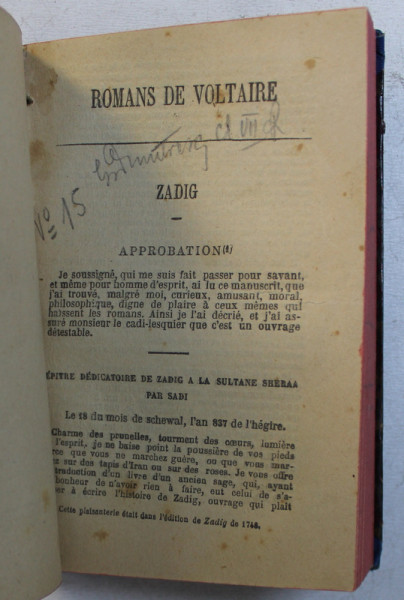 ROMANS DE VOLTAIRE
cl VII
No 15
ZADIG
APPROBATION(1)
Je soussigné, qui me suis fait passer pour savant,
et même pour homme d'esprit, ai lu ce manuscrit, que
j'ai trouvé, malgré moi, curieux, amusant, moral,
philosophique, digne de plaire à ceux mêmes qui
haïssent les romans. Ainsi je l'ai décrié, et j'ai as-
suré monsieur le cadi-lesquier que c'est un ouvrage
détestable.
ÉPITRE DÉDICATOIRE DE ZADIG A LA SULTANE SHERAA
PAR SADI
Le 18 du mois de schewal, l'an 837 de l'hégire.
Charme des prunelles, tourment des cœurs, lumière
l'esprit, je ne baise point la poussière de vos pieds
ce que vous ne marchez guère, ou que vous mar-
z sur des tapis d'Iran ou sur des roses. Je vous offre
traduction d'un livre d'un ancien sage, qui, ayant
bonheur de n'avoir rien à faire, eut celui de s'a-
er à écrire l'histoire de Zadig, ouvrage qui plaît
Cette plaisanterie était dans l'édition de Zadig de 1748.